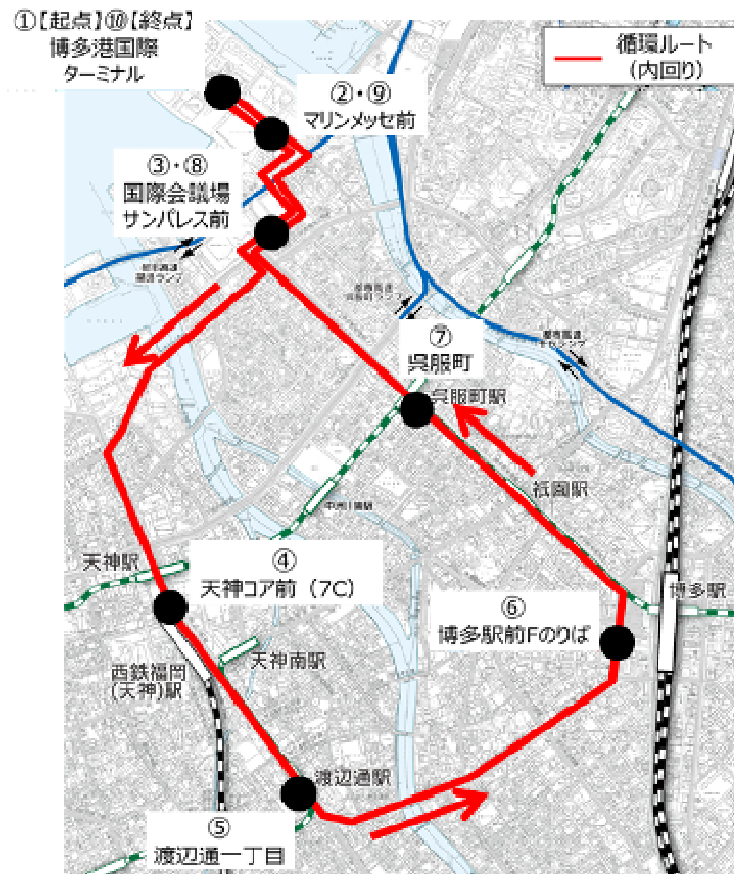 ①【起点】⑩【終点】
博多港国際
ターミナル
循環ルート
（内回り）
②・⑨
マリンメッセ前
③・⑧
国際会議場
サンパレス前
⑦
呉服町
呉服町駅
祇園駅
中洲川端駅
天神駅
④
天神コア前（7C）
博多駅
⑥
博多駅前Fのりば
天神南駅
西鉄福岡
(天神)駅
渡辺通駅
⑤
渡辺通一丁目